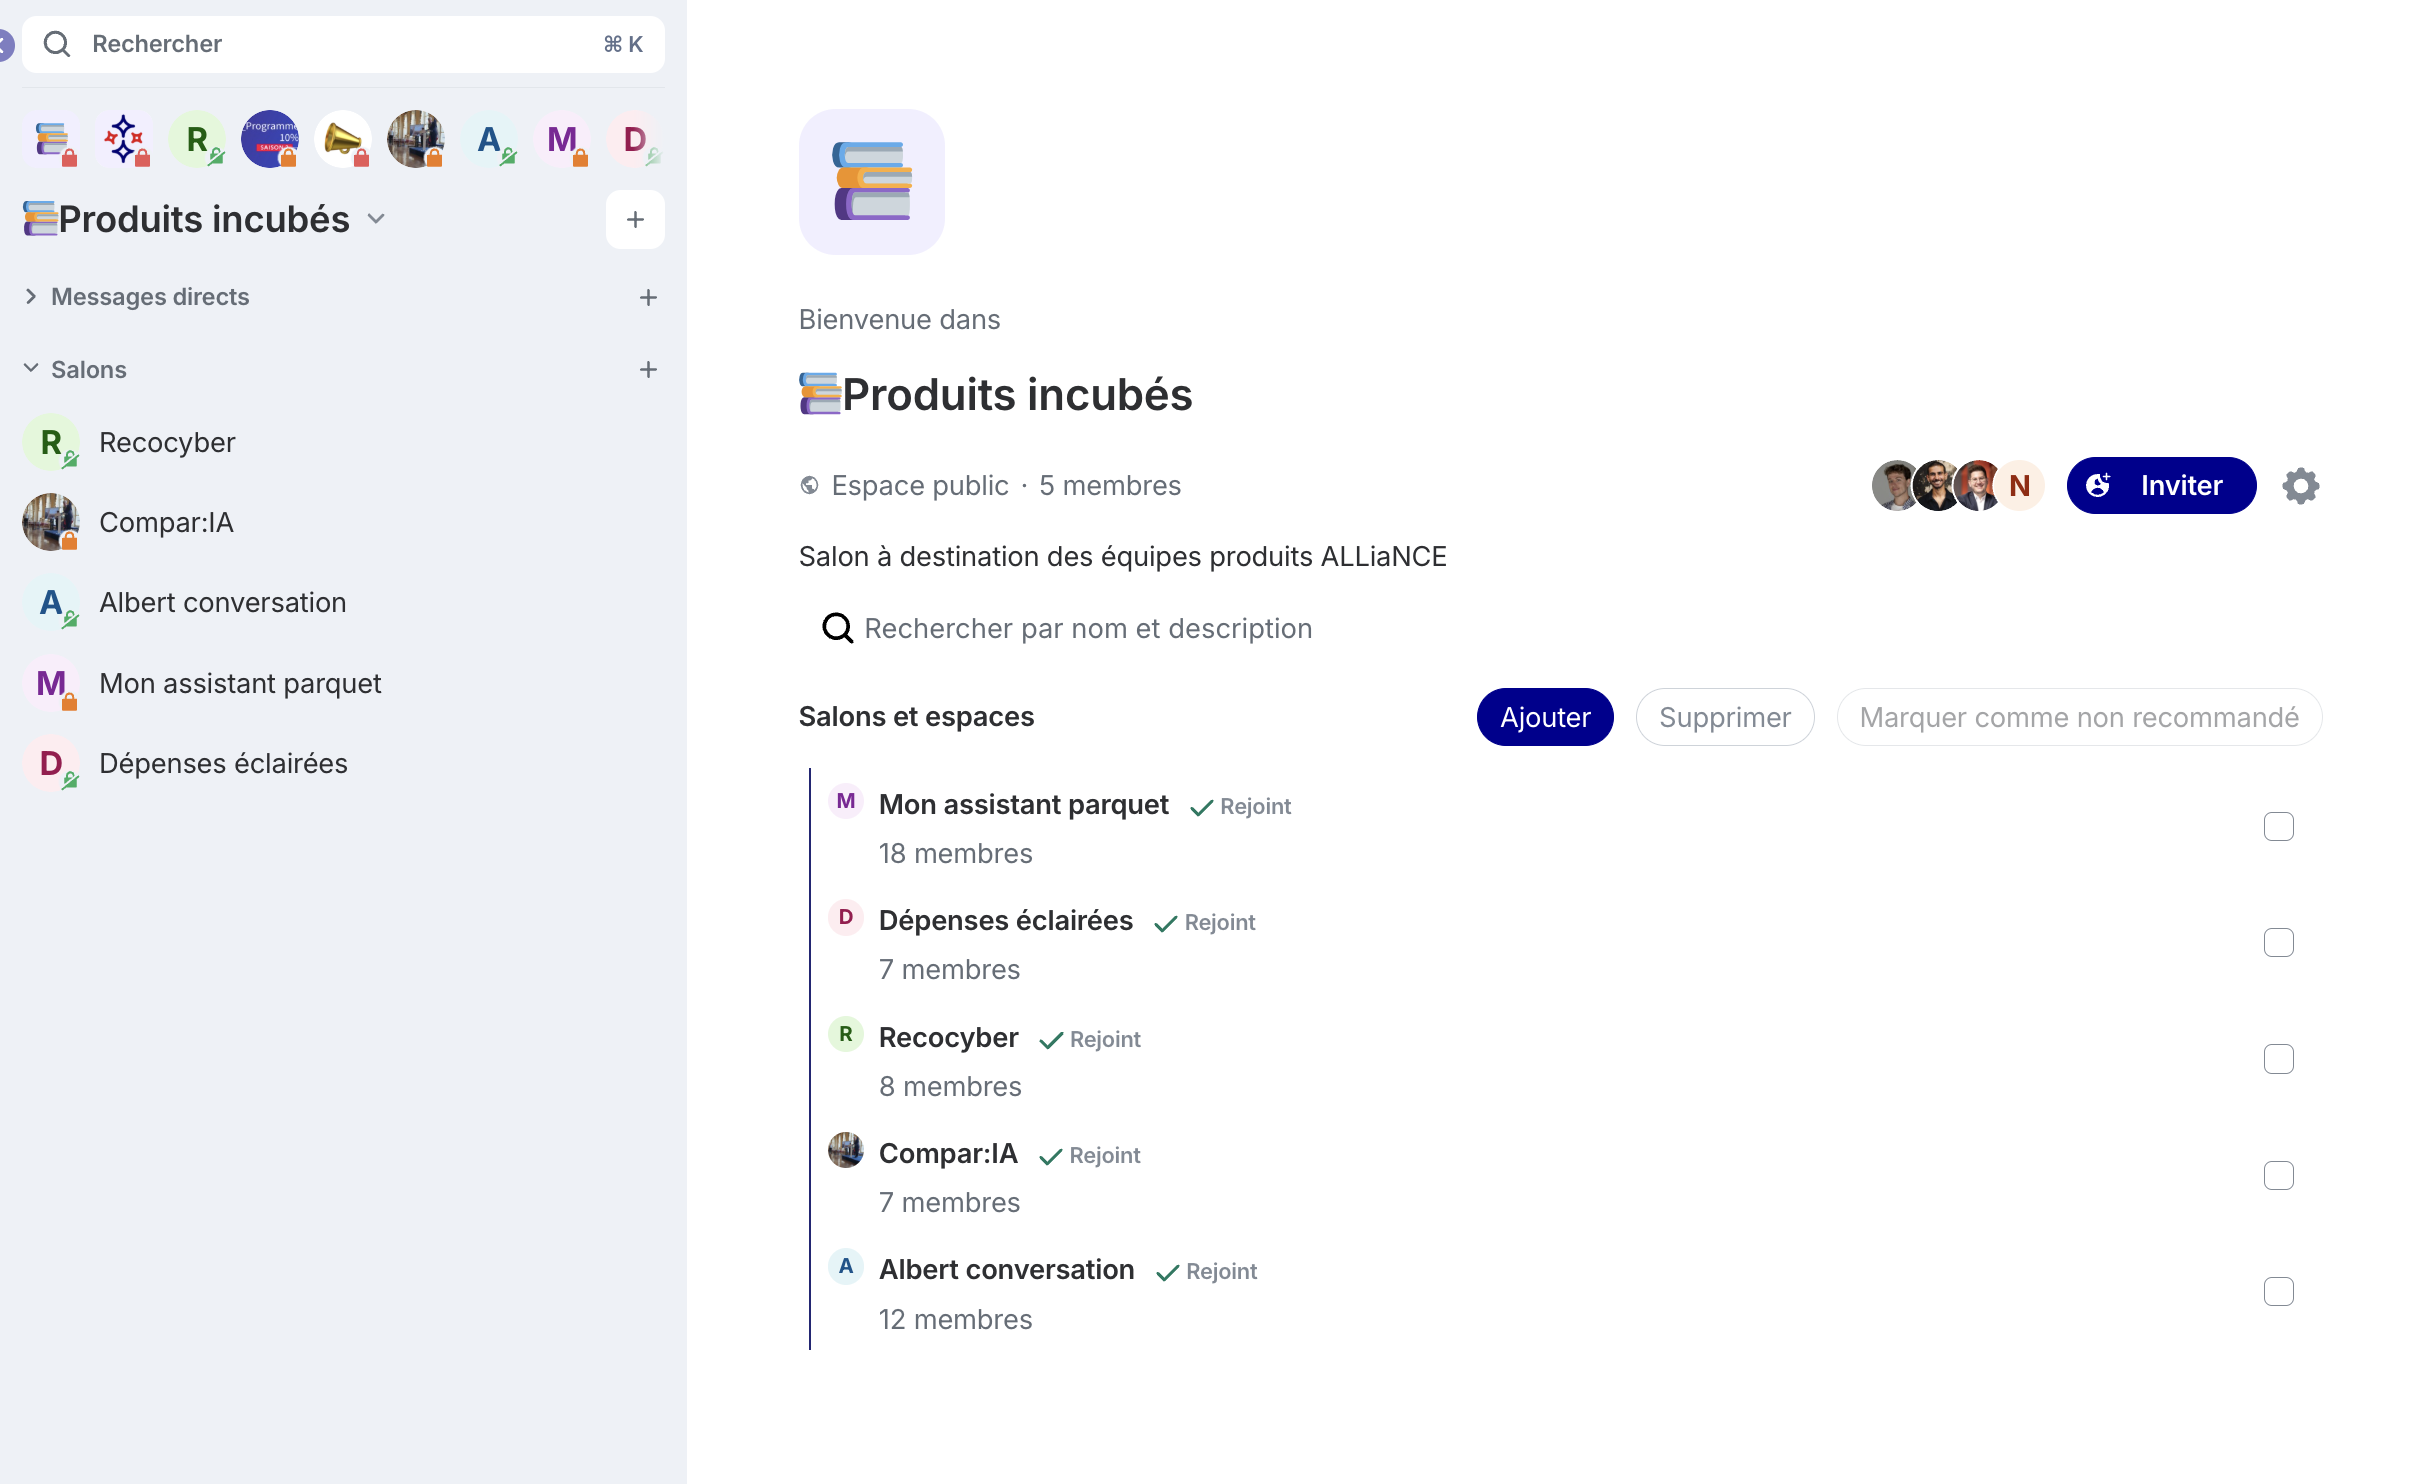 Rechercher ⌘ K
R Programme 10% SAISON A M D
Produits incubés
Messages directs
Salons
R Recocyber
Compar:IA
A Albert conversation
M Mon assistant parquet
D Dépenses éclairées
Bienvenue dans
Produits incubés
Espace public · 5 membres
N Inviter
Salon à destination des équipes produits ALLiaNCE
Rechercher par nom et description
Salons et espaces
Ajouter Supprimer Marquer comme non recommandé
M Mon assistant parquet Rejoint
18 membres
D Dépenses éclairées Rejoint
7 membres
R Recocyber Rejoint
8 membres
Compar:IA Rejoint
7 membres
A Albert conversation Rejoint
12 membres